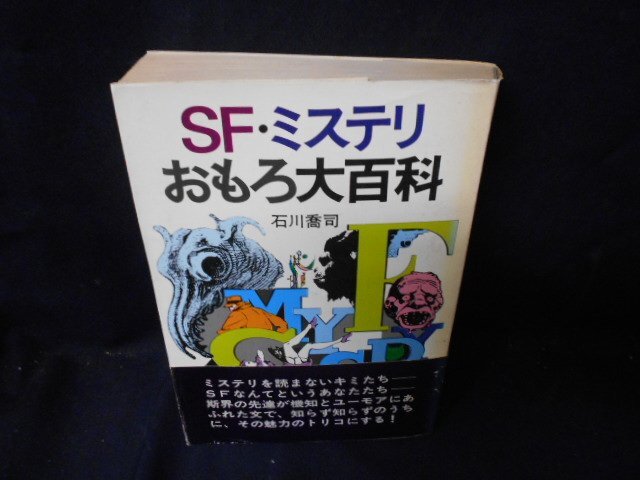 SF・ミステリ
おもろ大百科
石川喬司
ミステリを読まないキミたち――
SFなんてというあなたたち――
斯界の先達が機知とユーモアにあ
ふれた文で、知らず知らずのうち
に、その魅力のトリコにする!